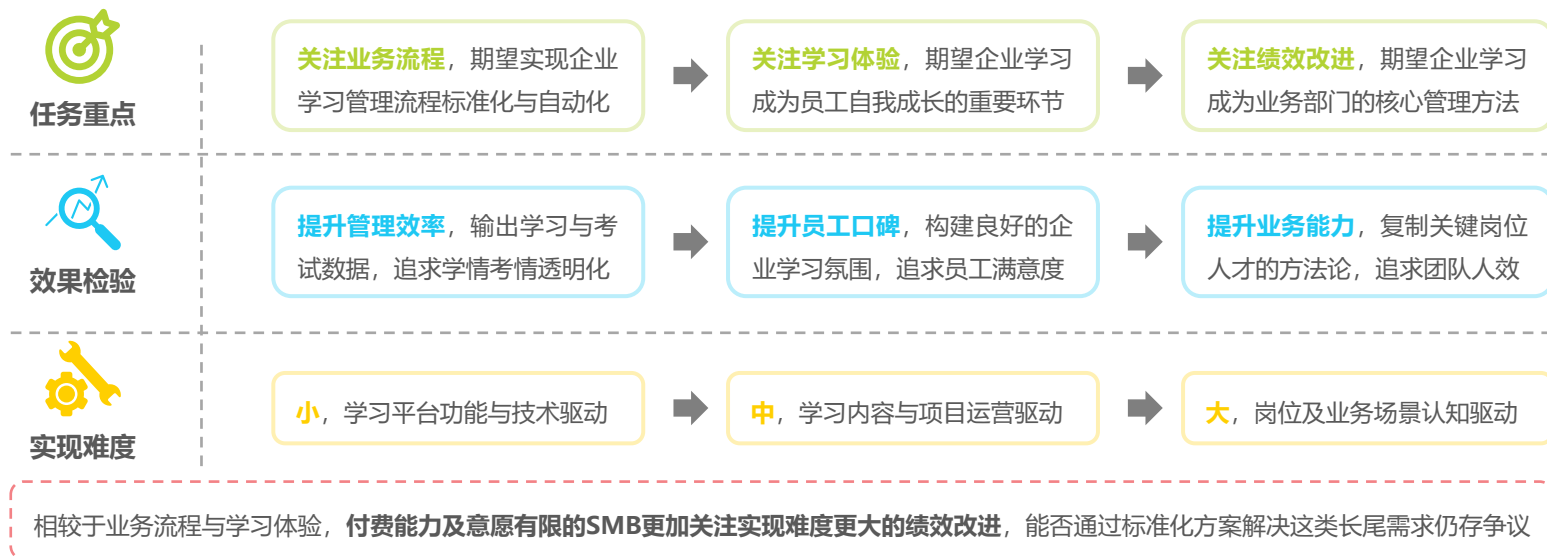 任务重点
关注业务流程，期望实现企业
学习管理流程标准化与自动化
关注学习体验，期望企业学习
成为员工自我成长的重要环节
关注绩效改进，期望企业学习
成为业务部门的核心管理方法
效果检验
提升管理效率，输出学习与考
试数据，追求学情考情透明化
提升员工口碑，构建良好的企
业学习氛围，追求员工满意度
提升业务能力，复制关键岗位
人才的方法论，追求团队人效
实现难度
小，学习平台功能与技术驱动
中，学习内容与项目运营驱动
大，岗位及业务场景认知驱动
相较于业务流程与学习体验，付费能力及意愿有限的SMB更加关注实现难度更大的绩效改进，能否通过标准化方案解决这类长尾需求仍存争议